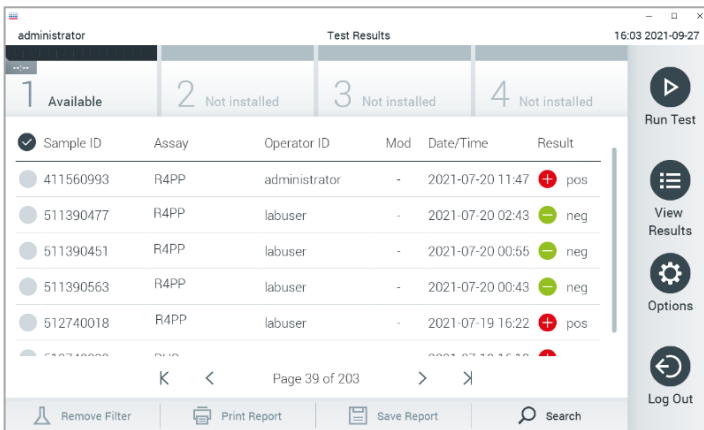 administrator Test Results 16:03 2021-09-27
--:--
1 Available 2 Not installed 3 Not installed 4 Not installed
Run Test
Sample ID Assay Operator ID Mod Date/Time Result
411560993 R4PP administrator - 2021-07-20 11:47 pos
511390477 R4PP labuser - 2021-07-20 02:43 neg
View
Results
511390451 R4PP labuser - 2021-07-20 00:55 neg
511390563 R4PP labuser - 2021-07-20 00:43 neg
Options
512740018 R4PP labuser - 2021-07-19 16:22 pos
Page 39 of 203
Log Out
Remove Filter Print Report Save Report Search